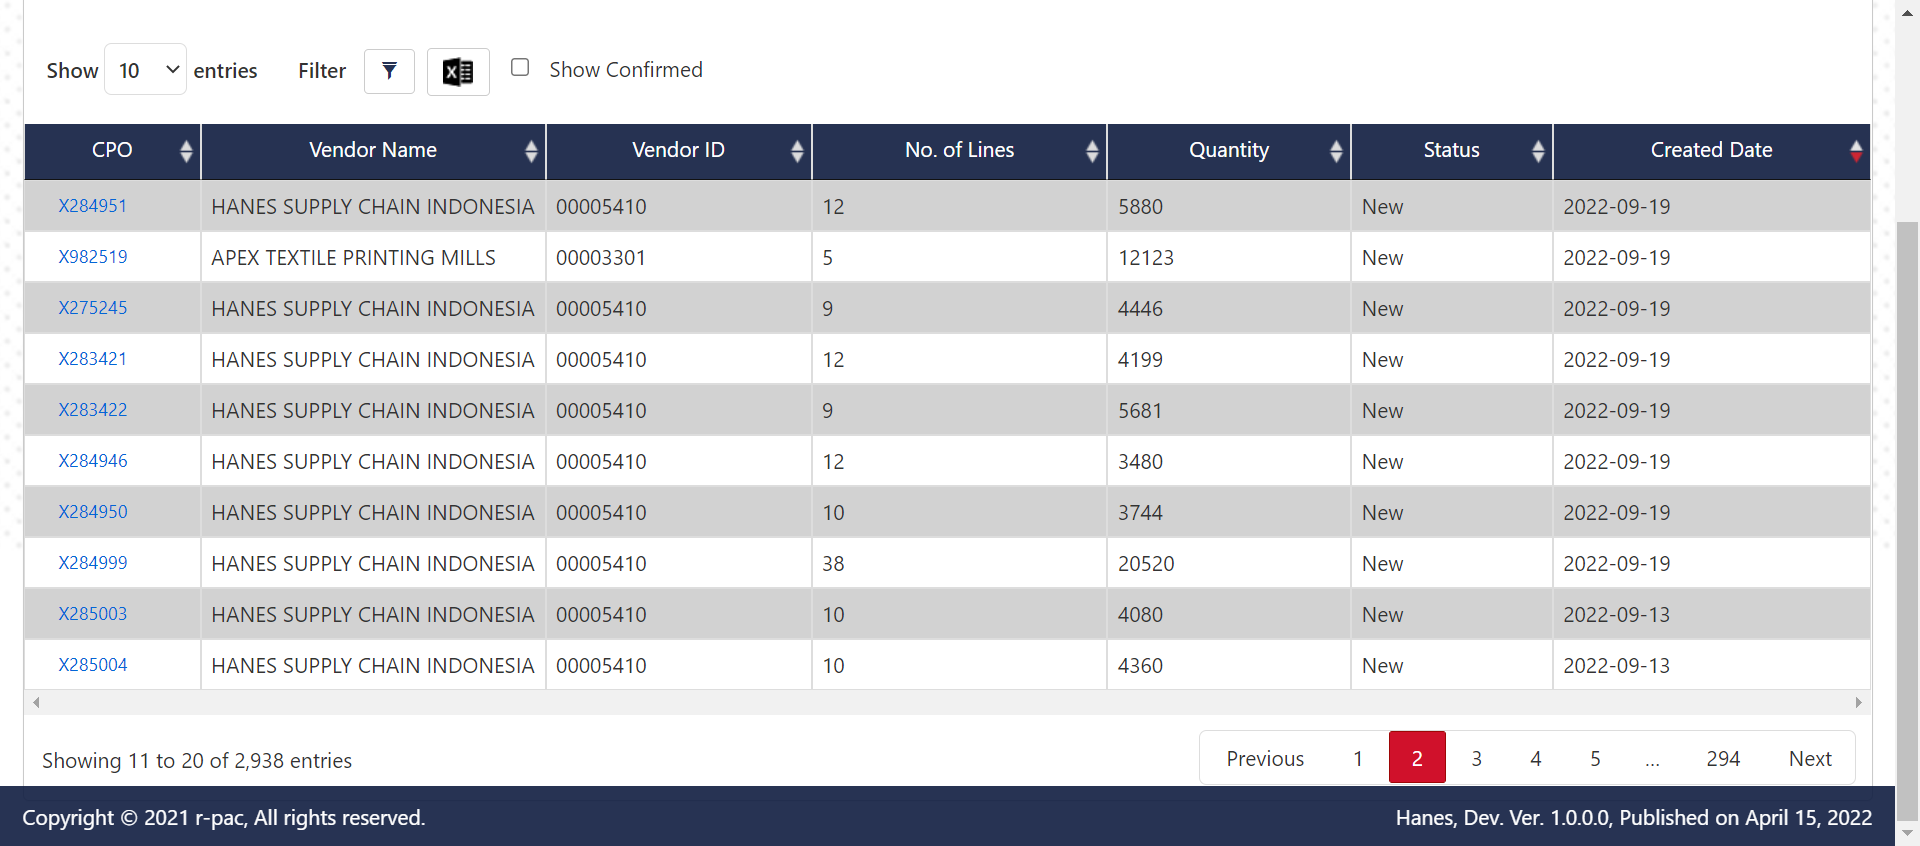 Show 10 entries Filter Show Confirmed
CPO Vendor Name Vendor ID No. of Lines Quantity Status Created Date
X284951 HANES SUPPLY CHAIN INDONESIA 00005410 12 5880 New 2022-09-19
X982519 APEX TEXTILE PRINTING MILLS 00003301 5 12123 New 2022-09-19
X275245 HANES SUPPLY CHAIN INDONESIA 00005410 9 4446 New 2022-09-19
X283421 HANES SUPPLY CHAIN INDONESIA 00005410 12 4199 New 2022-09-19
X283422 HANES SUPPLY CHAIN INDONESIA 00005410 9 5681 New 2022-09-19
X284946 HANES SUPPLY CHAIN INDONESIA 00005410 12 3480 New 2022-09-19
X284950 HANES SUPPLY CHAIN INDONESIA 00005410 10 3744 New 2022-09-19
X284999 HANES SUPPLY CHAIN INDONESIA 00005410 38 20520 New 2022-09-19
X285003 HANES SUPPLY CHAIN INDONESIA 00005410 10 4080 New 2022-09-13
X285004 HANES SUPPLY CHAIN INDONESIA 00005410 10 4360 New 2022-09-13
Showing 11 to 20 of 2,938 entries Previous 1 2 3 4 5 ... 294 Next
Copyright © 2021 r-pac, All rights reserved. Hanes, Dev. Ver. 1.0.0.0, Published on April 15, 2022